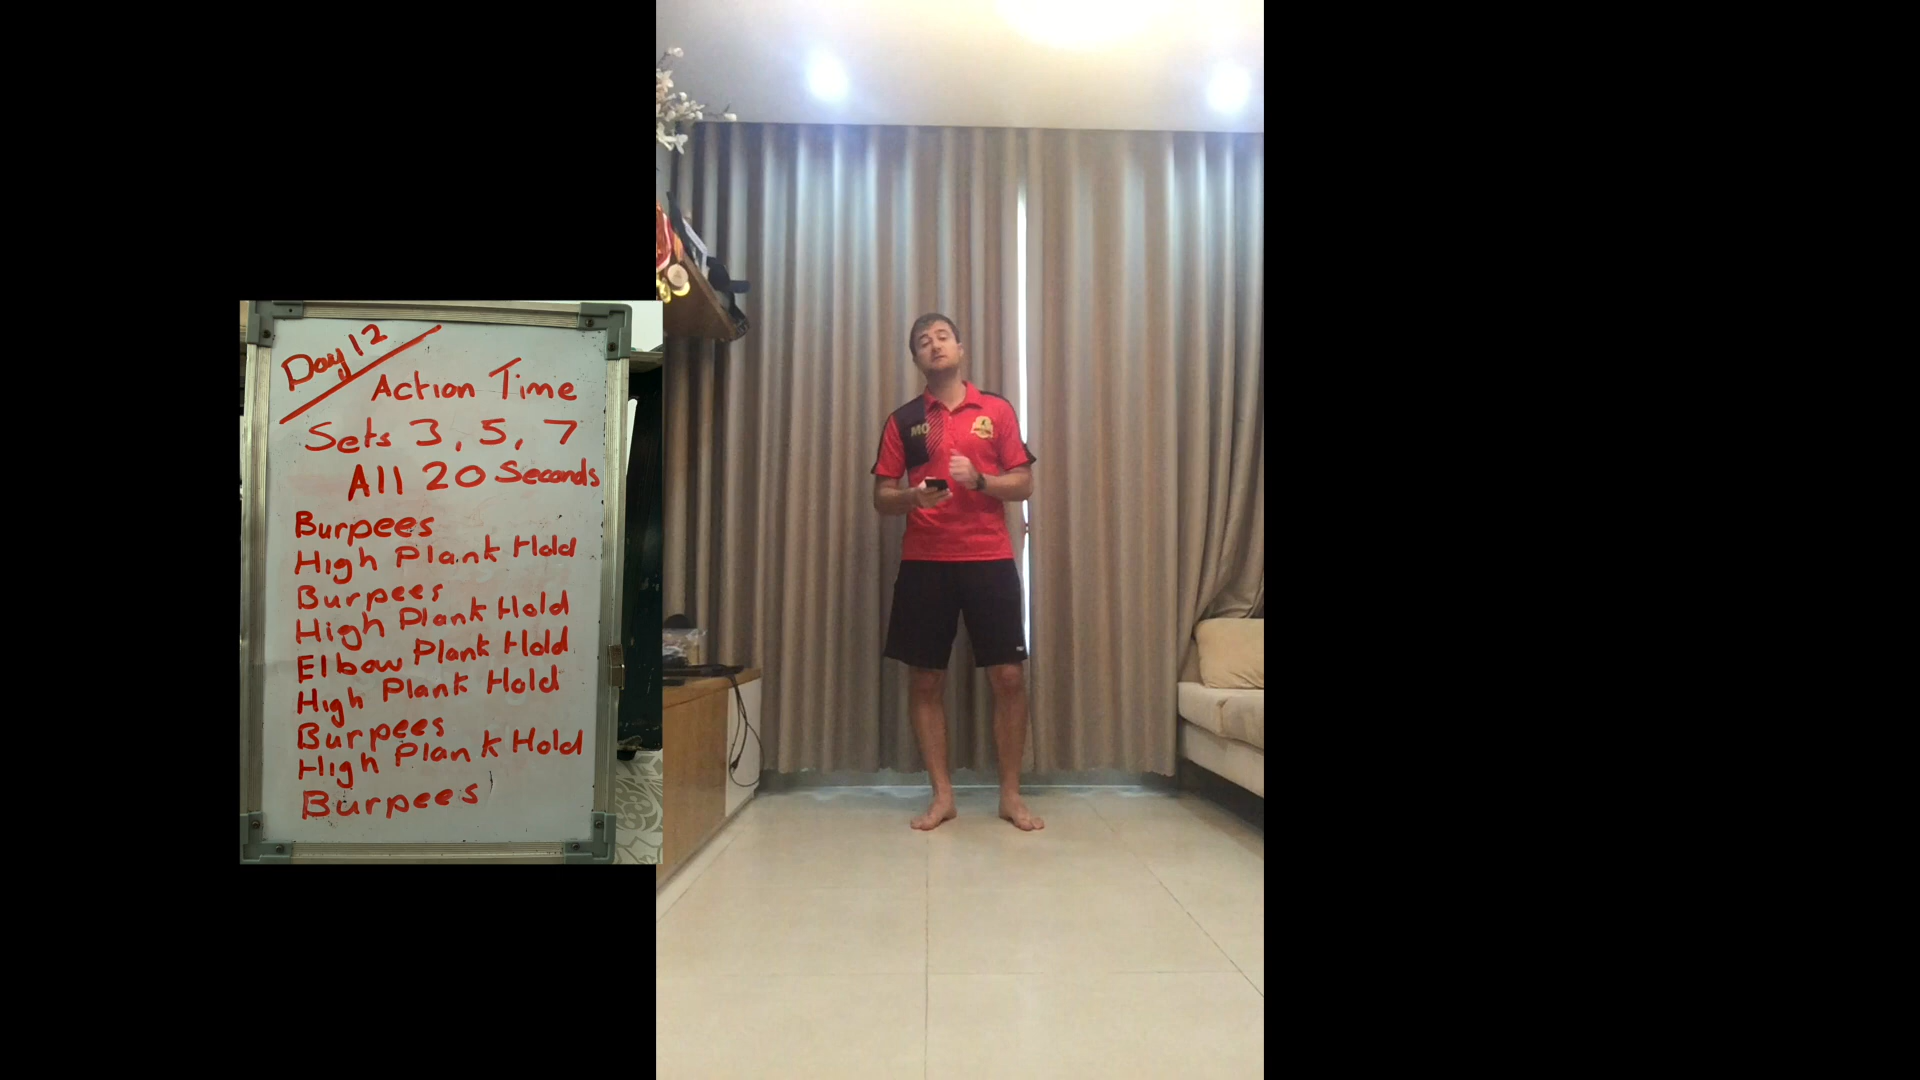 Day 12
Action Time
Sets 3, 5, 7
All 20 Seconds
Burpees
High Plank Hold
Burpees
High Plank Hold
Elbow Plank Hold
High Plank Hold
Burpees
High Plank Hold
Burpees
MO